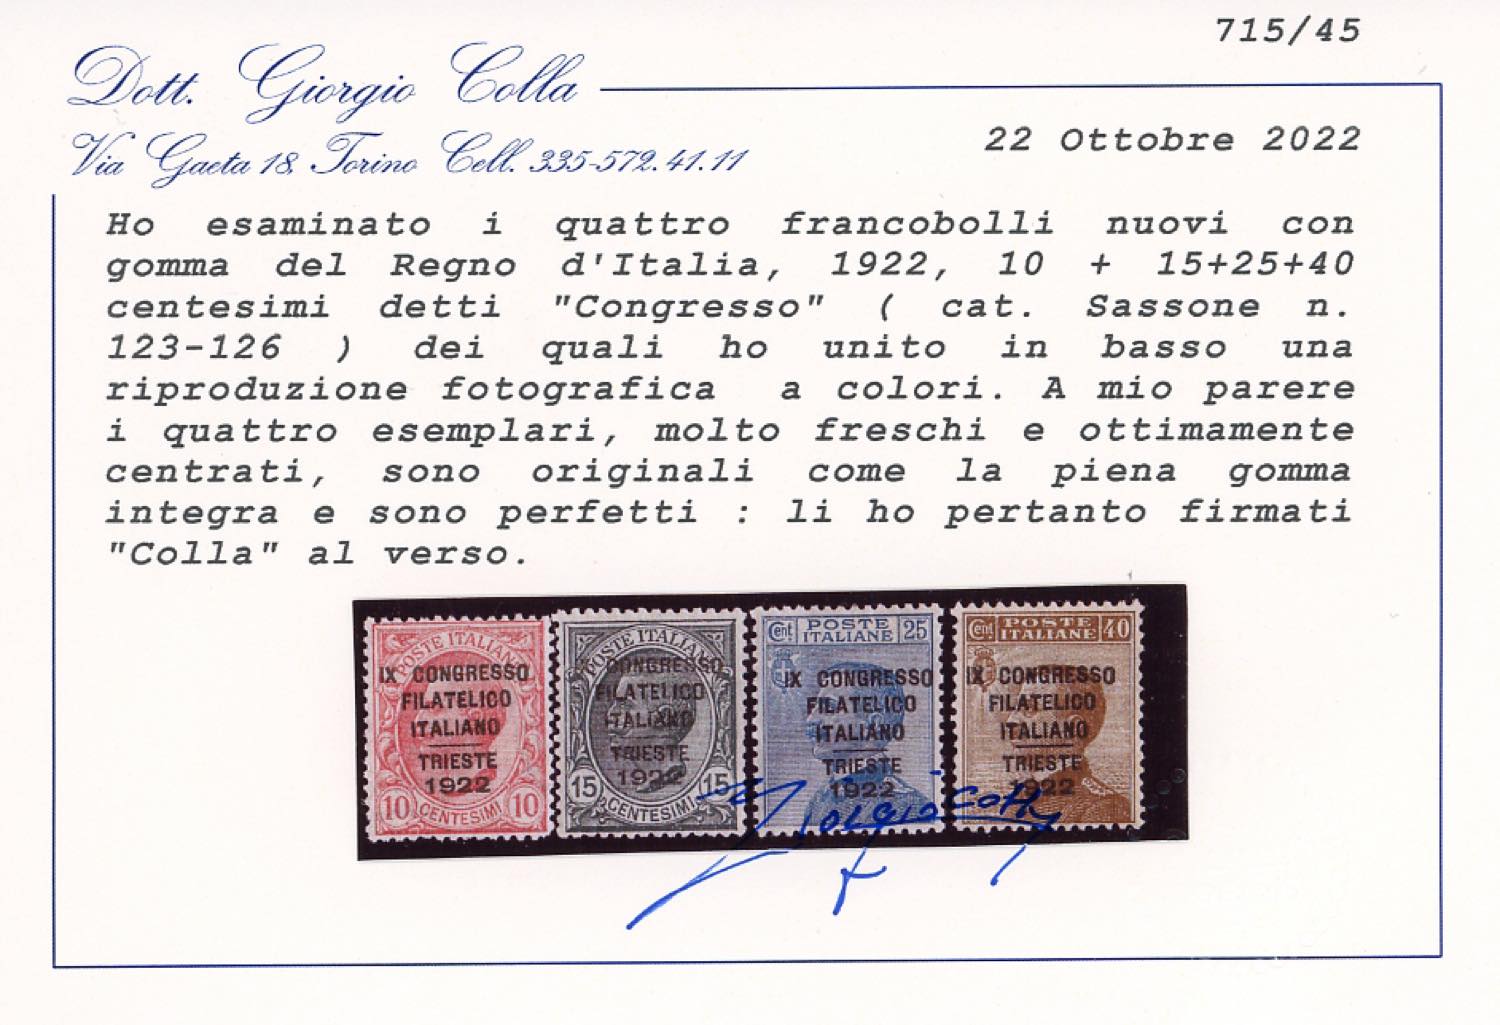 715/45
Dott. Giorgio Colla
Via Gaeta 18 Torino Cell. 335-572.41.11
22 Ottobre 2022
Ho esaminato i quattro francobolli nuovi con
gomma del Regno d'Italia, 1922, 10 + 15+25+40
centesimi detti "Congresso" ( cat. Sassone n.
123-126 ) dei quali ho unito in basso una
riproduzione fotografica a colori. A mio parere
i quattro esemplari, molto freschi e ottimamente
centrati, sono originali come la piena gomma
integra e sono perfetti : li ho pertanto firmati
"Colla" al verso.
POSTE ITALIANE
IX CONGRESSO
FILATELICO
ITALIANO
TRIESTE
1922
10 CENTESIMI 10
POSTE ITALIANE
IX CONGRESSO
FILATELICO
ITALIANO
TRIESTE
1922
15 CENTESIMI 15
Cent POSTE ITALIANE 25
IX CONGRESSO
FILATELICO
ITALIANO
TRIESTE
1922
Cent POSTE ITALIANE 40
IX CONGRESSO
FILATELICO
ITALIANO
TRIESTE
1922
Giorgio Colla